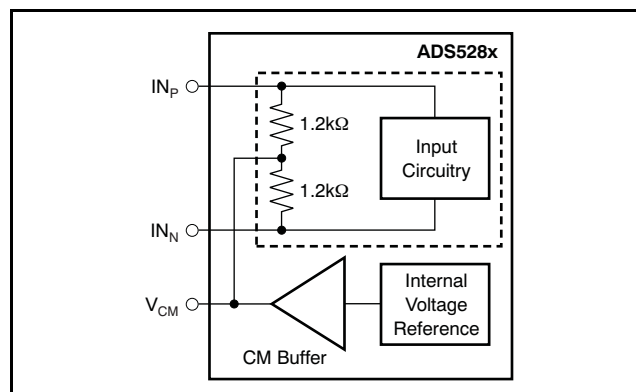 ADS528x
IN_P
1.2kΩ
Input
Circuitry
1.2kΩ
IN_N
Internal
Voltage
Reference
V_CM
CM Buffer